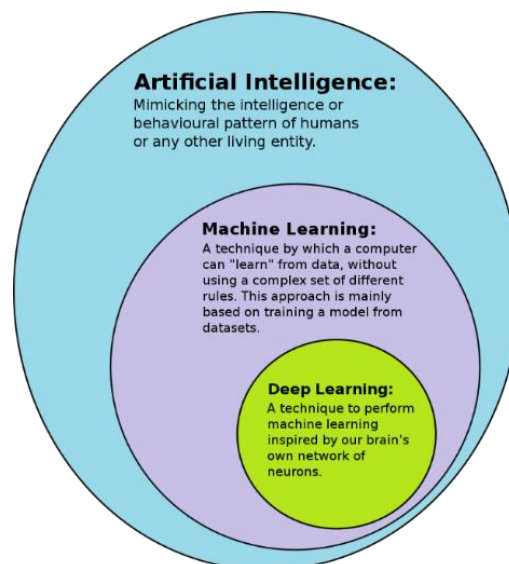 Artificial Intelligence:
Mimicking the intelligence or
behavioural pattern of humans
or any other living entity.
Machine Learning:
A technique by which a computer
can "learn" from data, without
using a complex set of different
rules. This approach is mainly
based on training a model from
datasets.
Deep Learning:
A technique to perform
machine learning
inspired by our brain's
own network of
neurons.